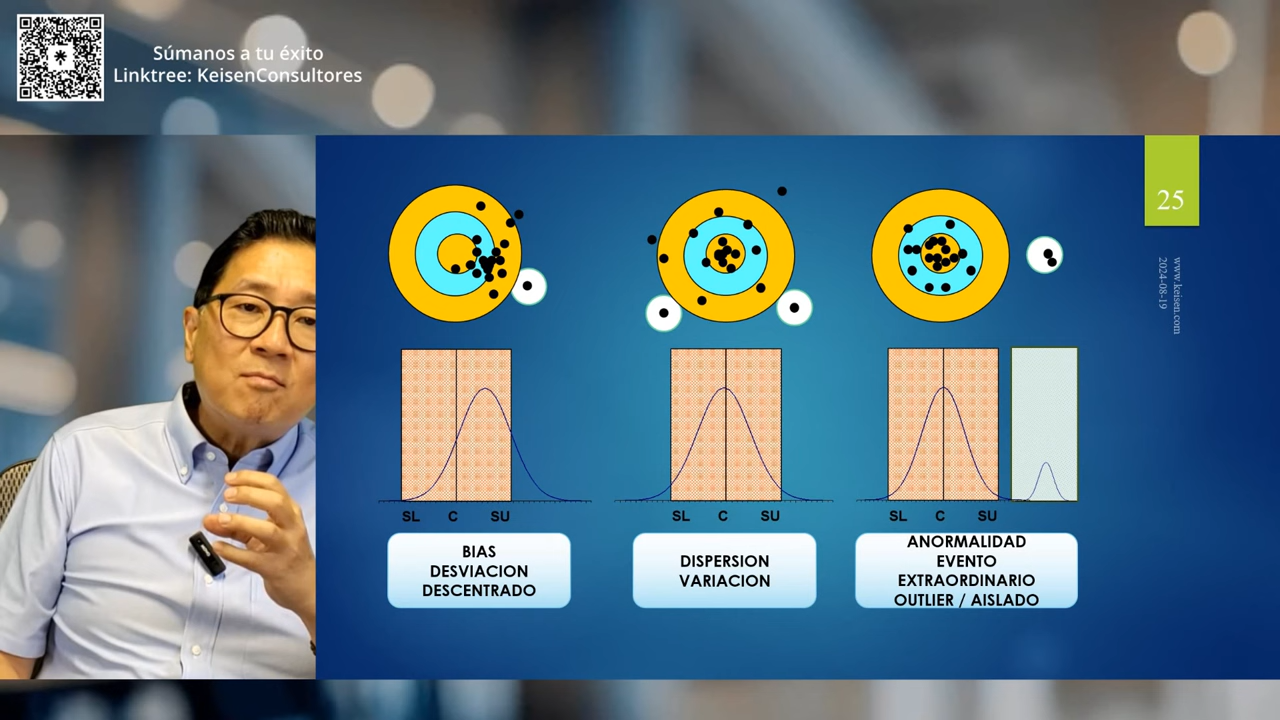 Súmanos a tu éxito
Linktree: KeisenConsultores
25
www.keisen.com
2024-08-19
SL C SU
SL C SU
SL C SU
BIAS
DESVIACION
DESCENTRADO
DISPERSION
VARIACION
ANORMALIDAD
EVENTO
EXTRAORDINARIO
OUTLIER / AISLADO